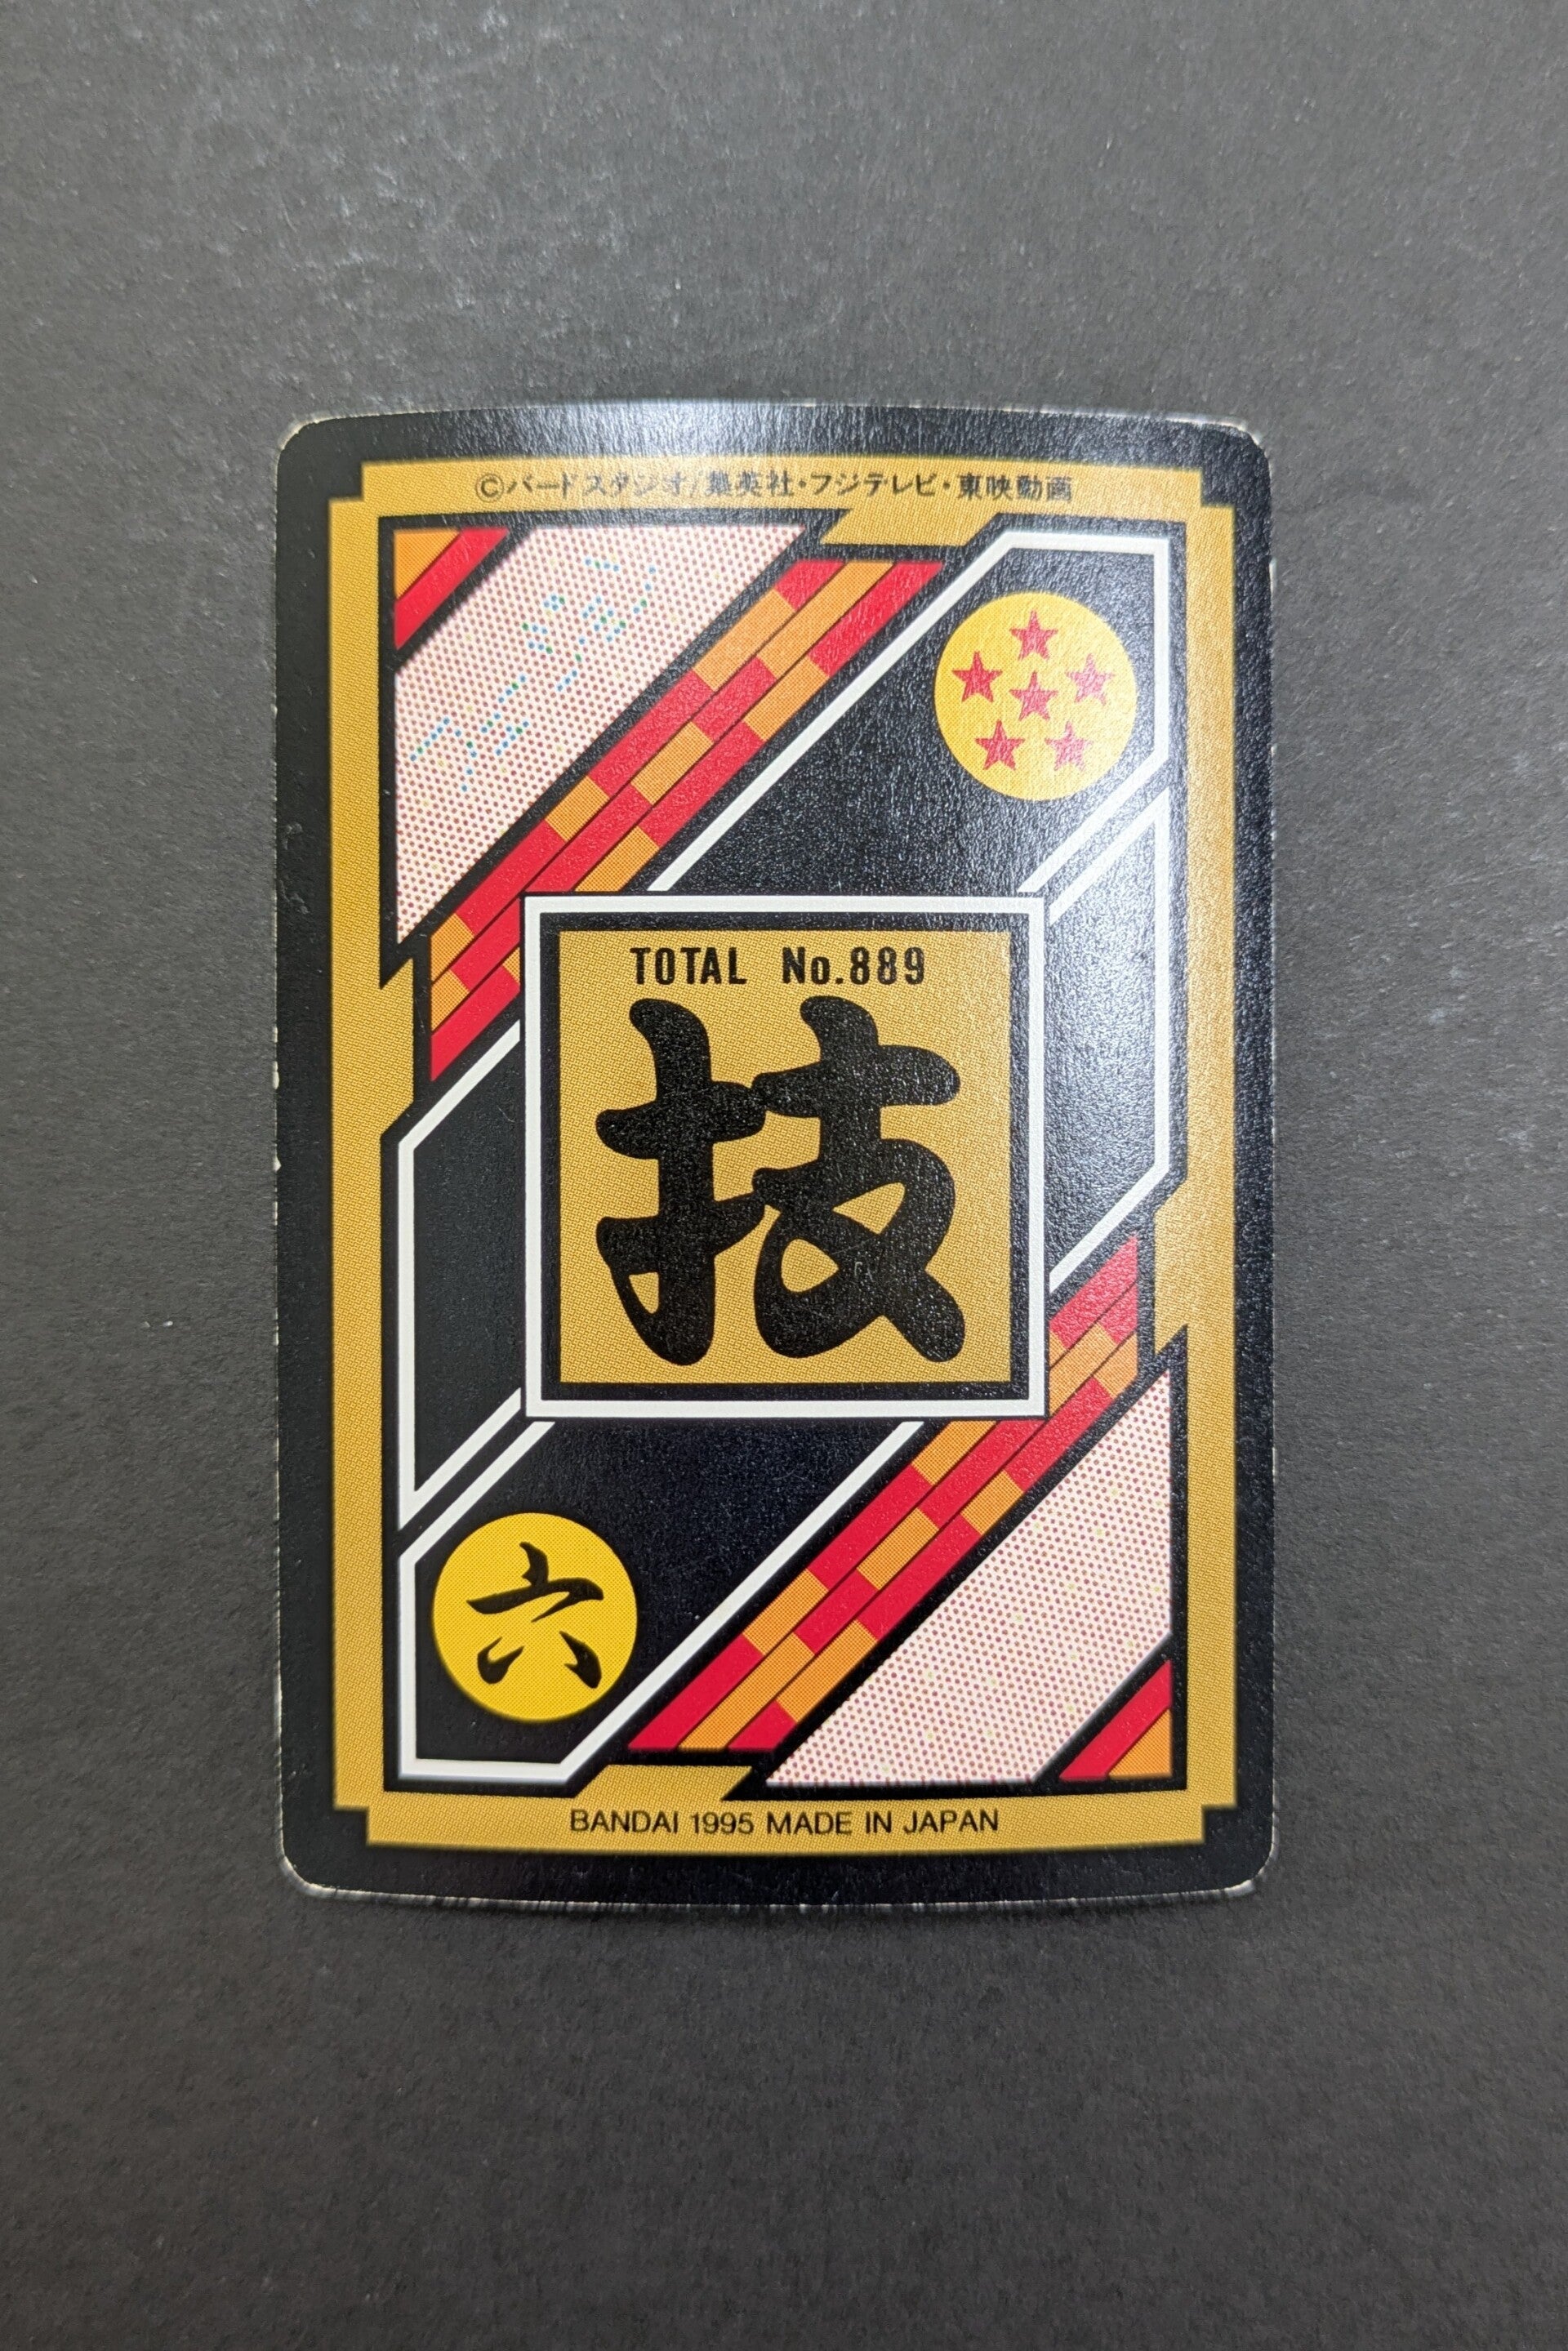 ©バードスタジオ/集英社・フジテレビ・東映動画
TOTAL No.889
技
六
BANDAI 1995 MADE IN JAPAN